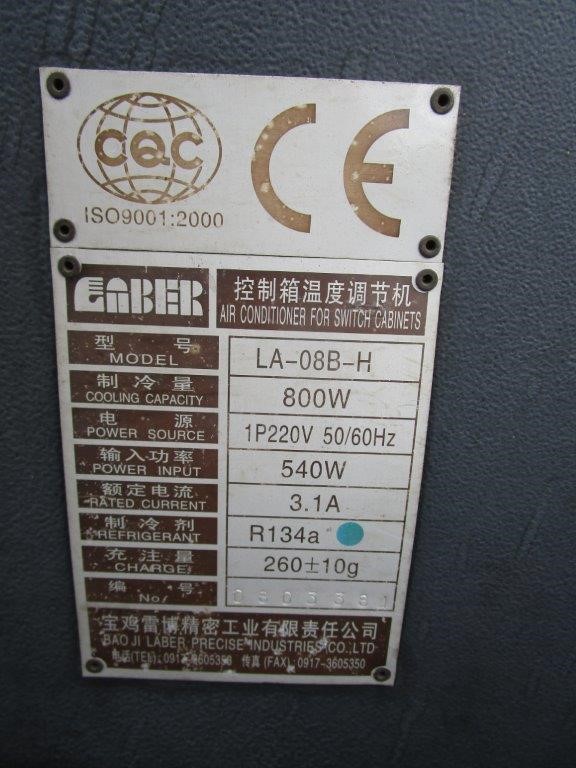 CQC
CE
ISO9001:2000
LABER
控制箱温度调节机
AIR CONDITIONER FOR SWITCH CABINETS
型号 LA-08B-H
MODEL
制冷量 800W
COOLING CAPACITY
电源 1P220V 50/60Hz
POWER SOURCE
输入功率 540W
POWER INPUT
额定电流 3.1A
RATED CURRENT
制冷剂 R134a
REFRIGERANT
充注量 260±10g
CHARGE
编号
No/
宝鸡雷博精密工业有限责任公司
BAO JI LABER PRECISE INDUSTRIES CO., LTD
电话(TEL): 传真(FAX): 0917-3605350